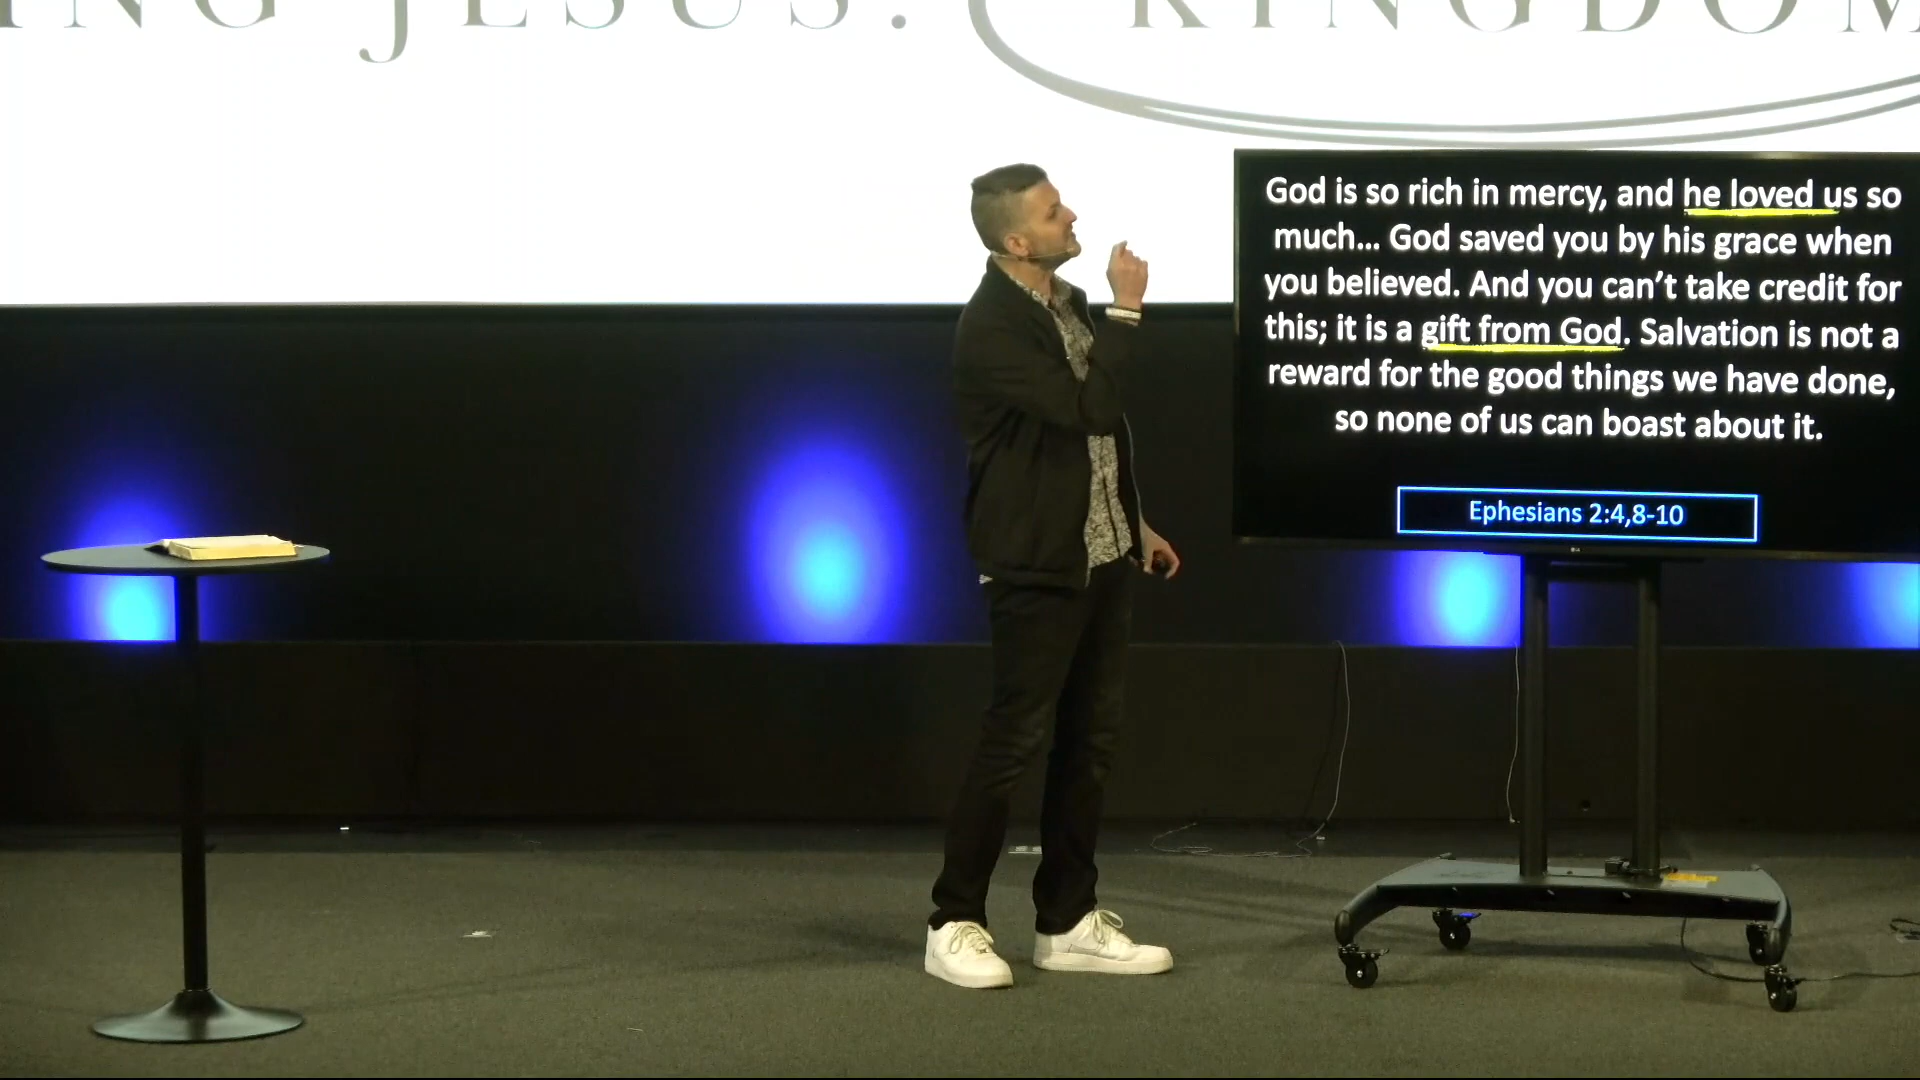 ING JESUS. KINGDOM
God is so rich in mercy, and he loved us so
much... God saved you by his grace when
you believed. And you can't take credit for
this; it is a gift from God. Salvation is not a
reward for the good things we have done,
so none of us can boast about it.
Ephesians 2:4,8-10